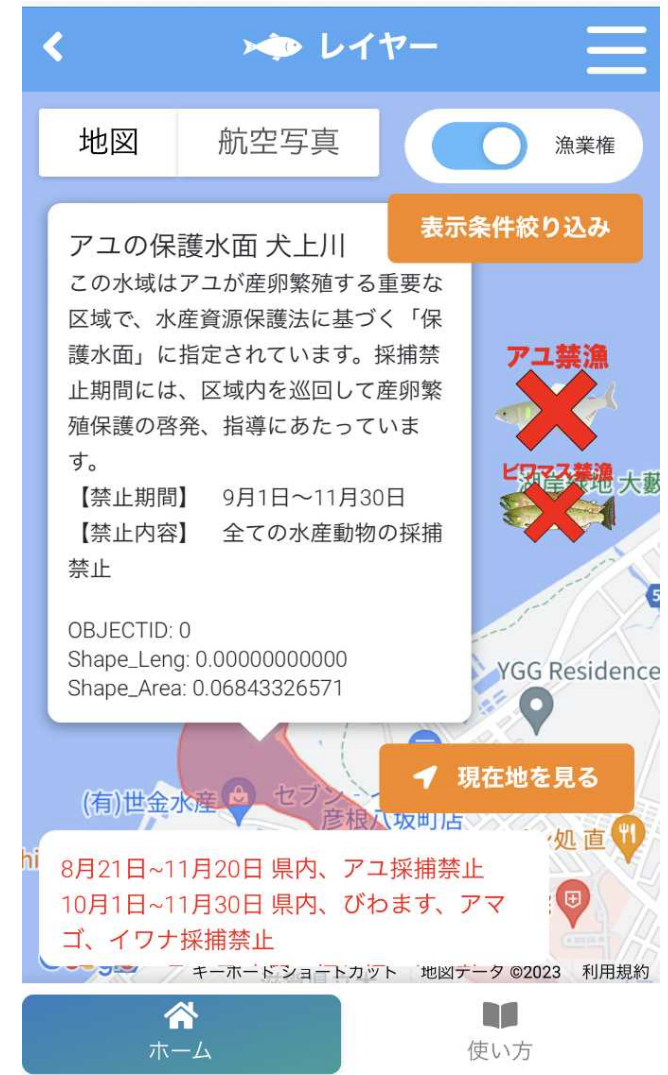 レイヤー
地図
航空写真
漁業権
表示条件絞り込み
アユの保護水面 犬上川
この水域はアユが産卵繁殖する重要な
区域で、水産資源保護法に基づく「保
護水面」に指定されています。採捕禁
止期間には、区域内を巡回して産卵繁
殖保護の啓発、指導にあたっていま
す。
【禁止期間】 9月1日〜11月30日
【禁止内容】 全ての水産動物の採捕
禁止
OBJECTID: 0
Shape_Leng: 0.00000000000
Shape_Area: 0.06843326571
アユ禁漁
ビワマス禁漁
湖岸緑地 大藪
5
YGG Residence
現在地を見る
(有)世金水産
セブン
彦根八坂町店
処 直
8月21日~11月20日 県内、アユ採捕禁止
10月1日~11月30日 県内、びわます、アマ
ゴ、イワナ採捕禁止
キーボード ショートカット 地図データ ©2023 利用規約
ホーム
使い方